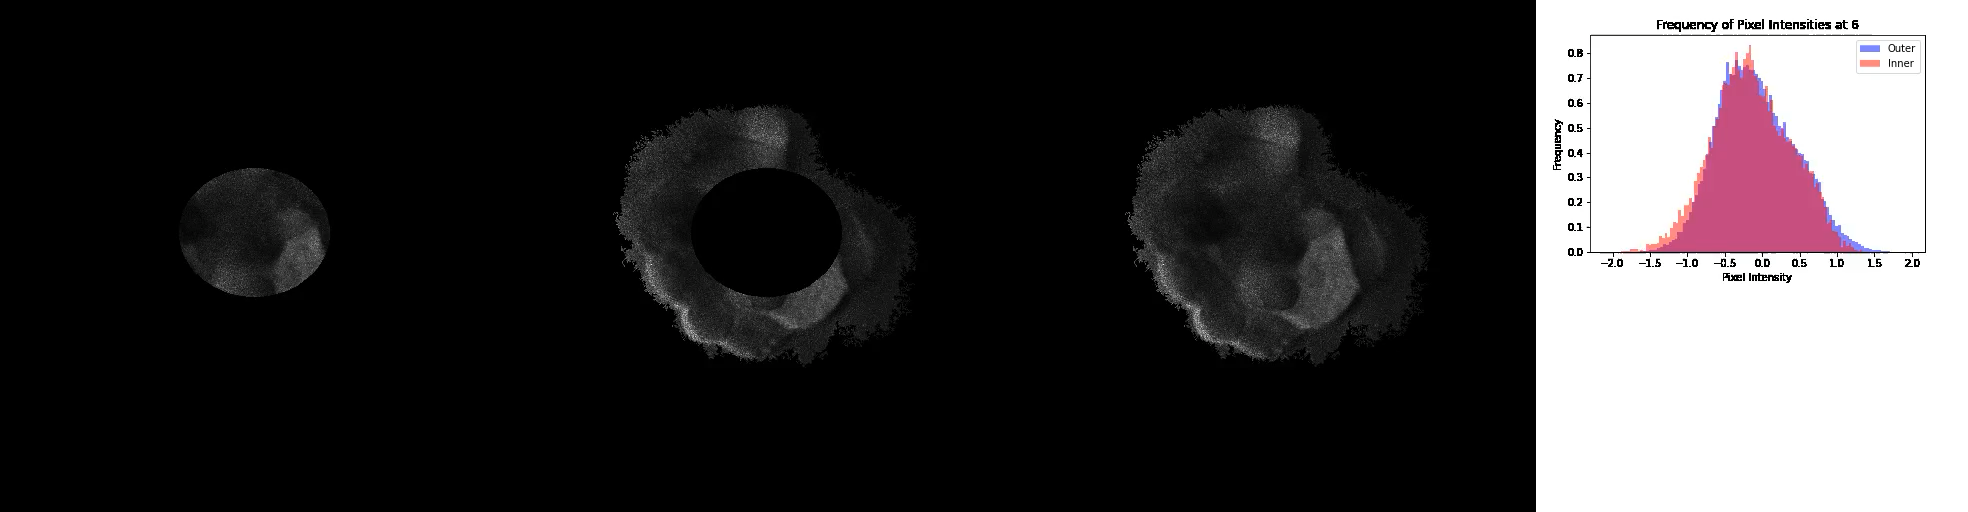 Frequency of Pixel Intensities at 6
Outer
Inner
Frequency
0.8
0.7
0.6
0.5
0.4
0.3
0.2
0.1
0.0
−2.0 −1.5 −1.0 −0.5 0.0 0.5 1.0 1.5 2.0
Pixel Intensity